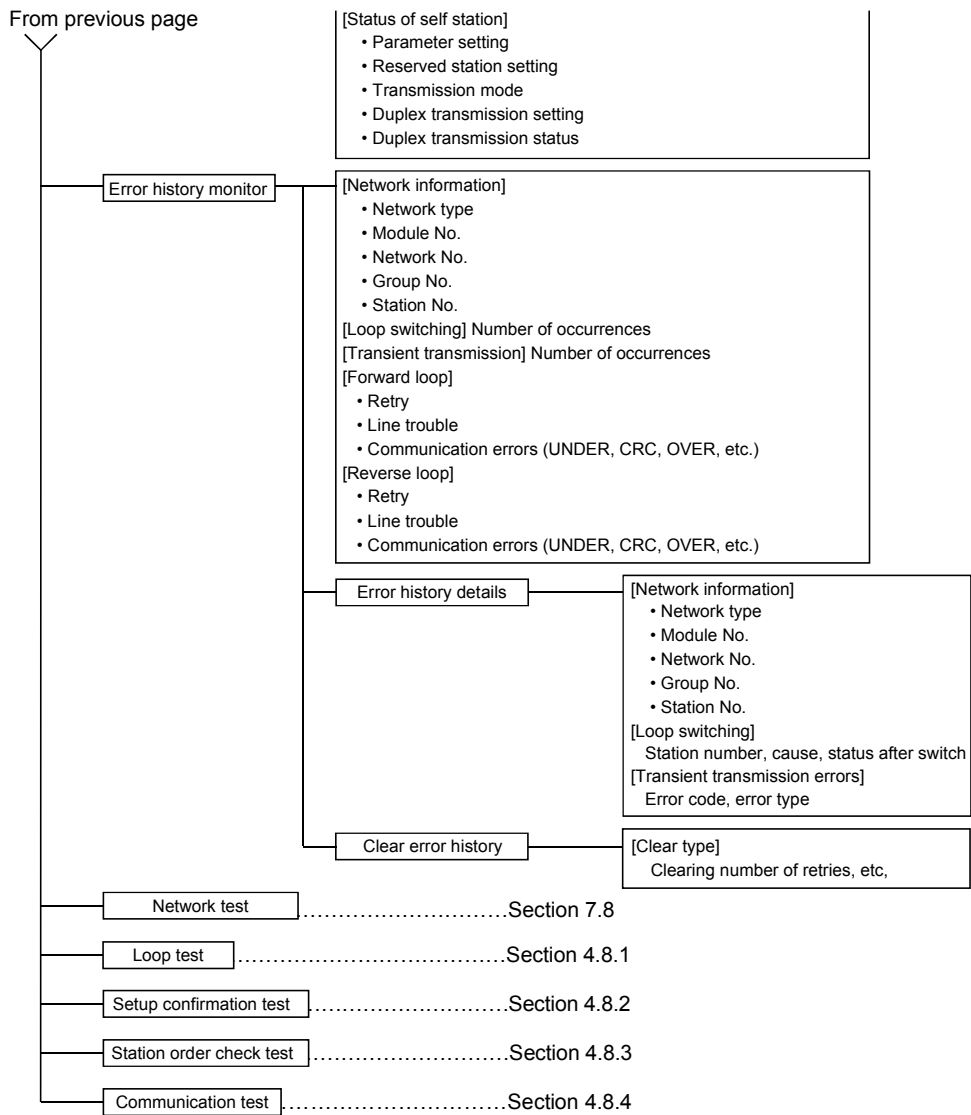 From previous page
[Status of self station]
• Parameter setting
• Reserved station setting
• Transmission mode
• Duplex transmission setting
• Duplex transmission status
Error history monitor
[Network information]
• Network type
• Module No.
• Network No.
• Group No.
• Station No.
[Loop switching] Number of occurrences
[Transient transmission] Number of occurrences
[Forward loop]
• Retry
• Line trouble
• Communication errors (UNDER, CRC, OVER, etc.)
[Reverse loop]
• Retry
• Line trouble
• Communication errors (UNDER, CRC, OVER, etc.)
Error history details
[Network information]
• Network type
• Module No.
• Network No.
• Group No.
• Station No.
[Loop switching]
Station number, cause, status after switch
[Transient transmission errors]
Error code, error type
Clear error history
[Clear type]
Clearing number of retries, etc,
Network test ..............................Section 7.8
Loop test ......................................Section 4.8.1
Setup confirmation test ............................Section 4.8.2
Station order check test ............................Section 4.8.3
Communication test ................................Section 4.8.4